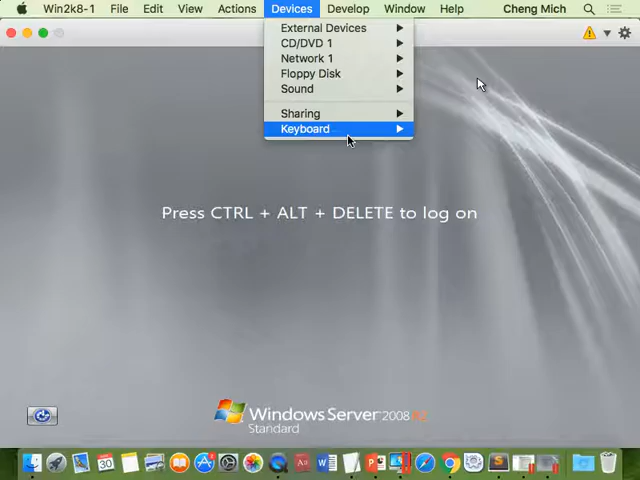 Win2k8-1 File Edit View Actions Devices Develop Window Help Cheng Mich
External Devices
CD/DVD 1
Network 1
Floppy Disk
Sound
Sharing
Keyboard
Press CTRL + ALT + DELETE to log on
Windows Server 2008 R2
Standard
30